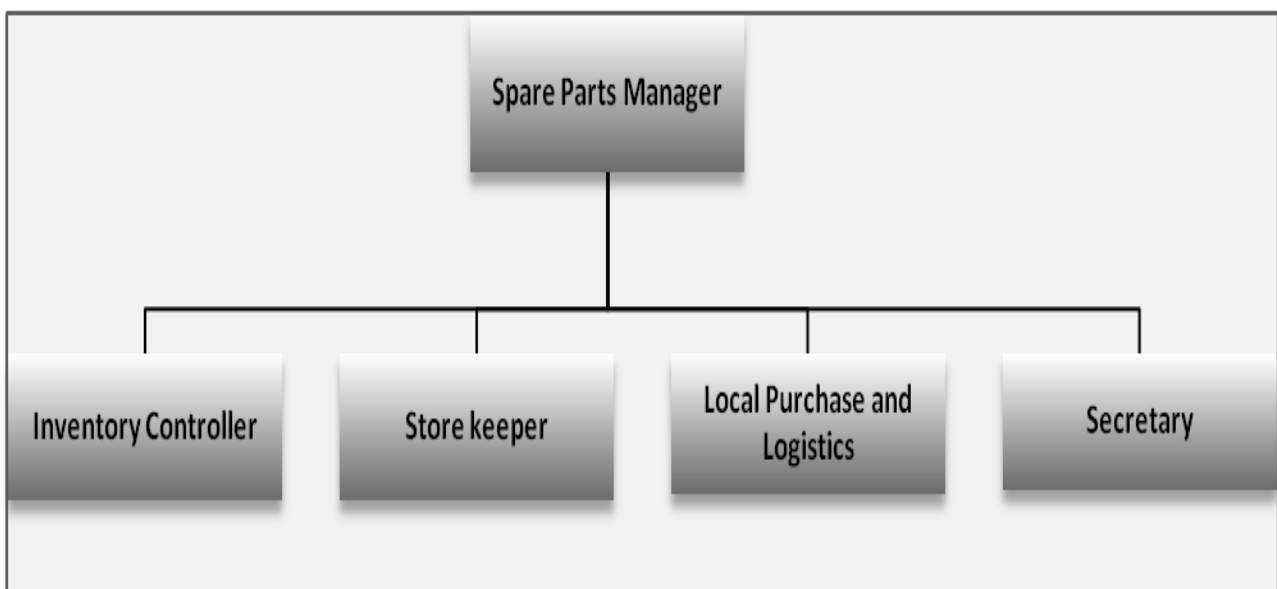 Spare Parts Manager
Inventory Controller
Store keeper
Local Purchase and
Logistics
Secretary